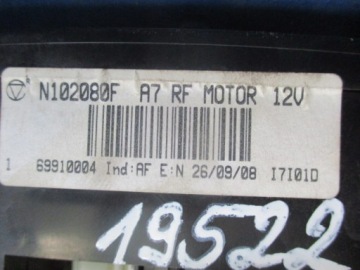 N102080F A7 RF MOTOR 12V
1 69910004 Ind:AF E:N 26/09/08 I7I01D
19522